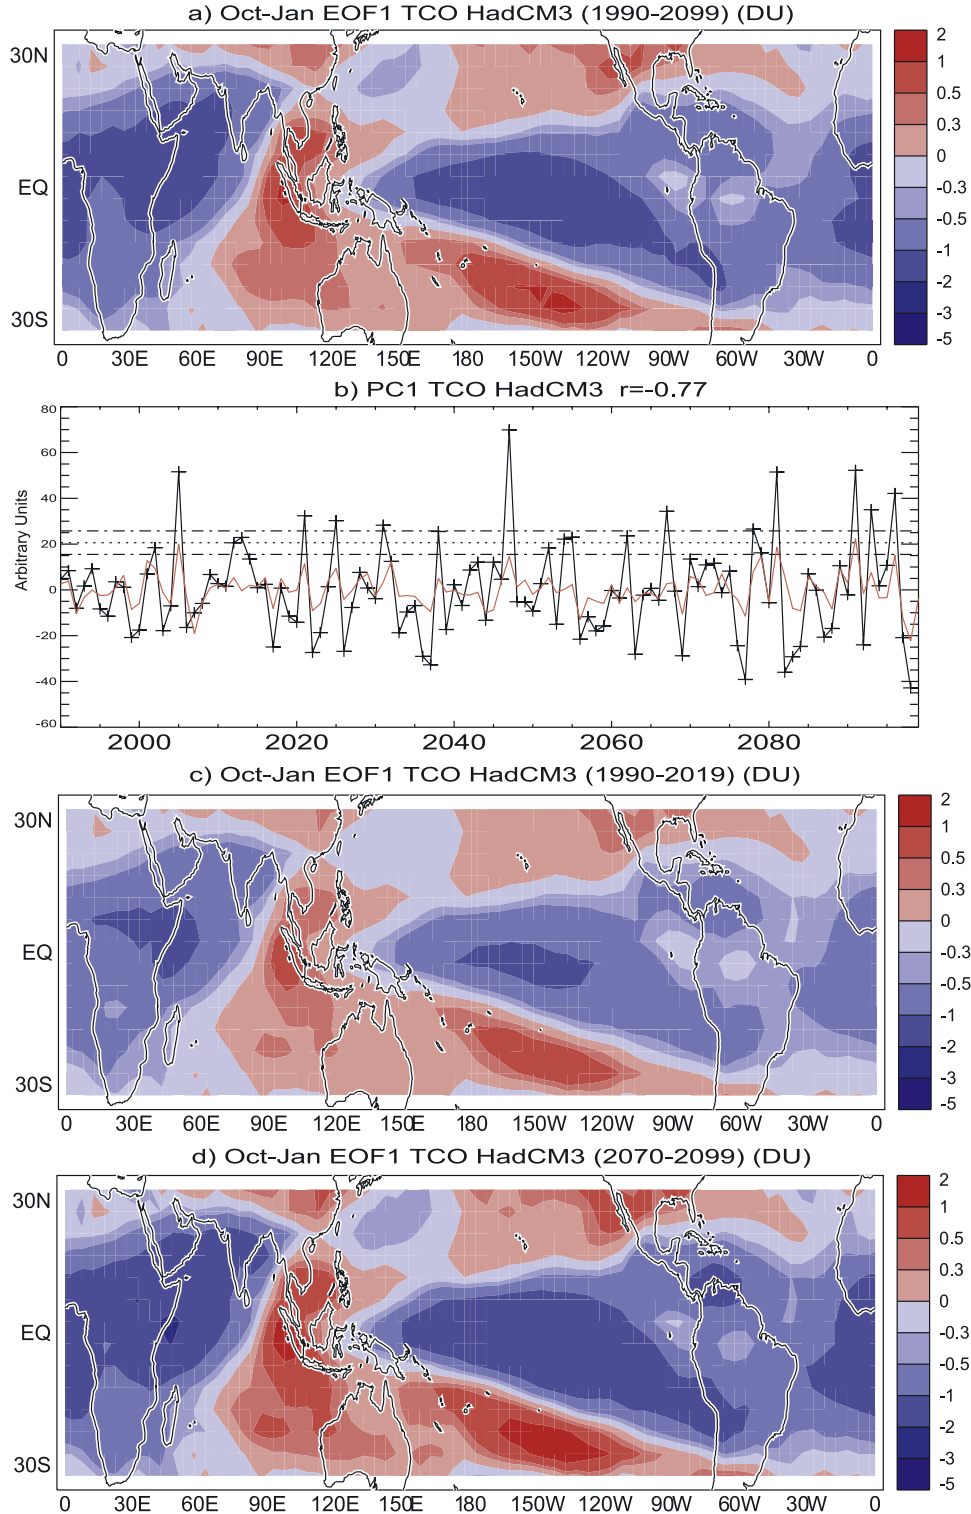 a) Oct-Jan EOF1 TCO HadCM3 (1990-2099) (DU)
30N
EQ
30S
0 30E 60E 90E 120E 150E 180 150W 120W 90W 60W 30W 0
2
1
0.5
0.3
0
-0.3
-0.5
-1
-2
-3
-5
b) PC1 TCO HadCM3 r=-0.77
Arbitrary Units
80
60
40
20
0
-20
-40
-60
2000 2020 2040 2060 2080
c) Oct-Jan EOF1 TCO HadCM3 (1990-2019) (DU)
30N
EQ
30S
0 30E 60E 90E 120E 150E 180 150W 120W 90W 60W 30W 0
2
1
0.5
0.3
0
-0.3
-0.5
-1
-2
-3
-5
d) Oct-Jan EOF1 TCO HadCM3 (2070-2099) (DU)
30N
EQ
30S
0 30E 60E 90E 120E 150E 180 150W 120W 90W 60W 30W 0
2
1
0.5
0.3
0
-0.3
-0.5
-1
-2
-3
-5